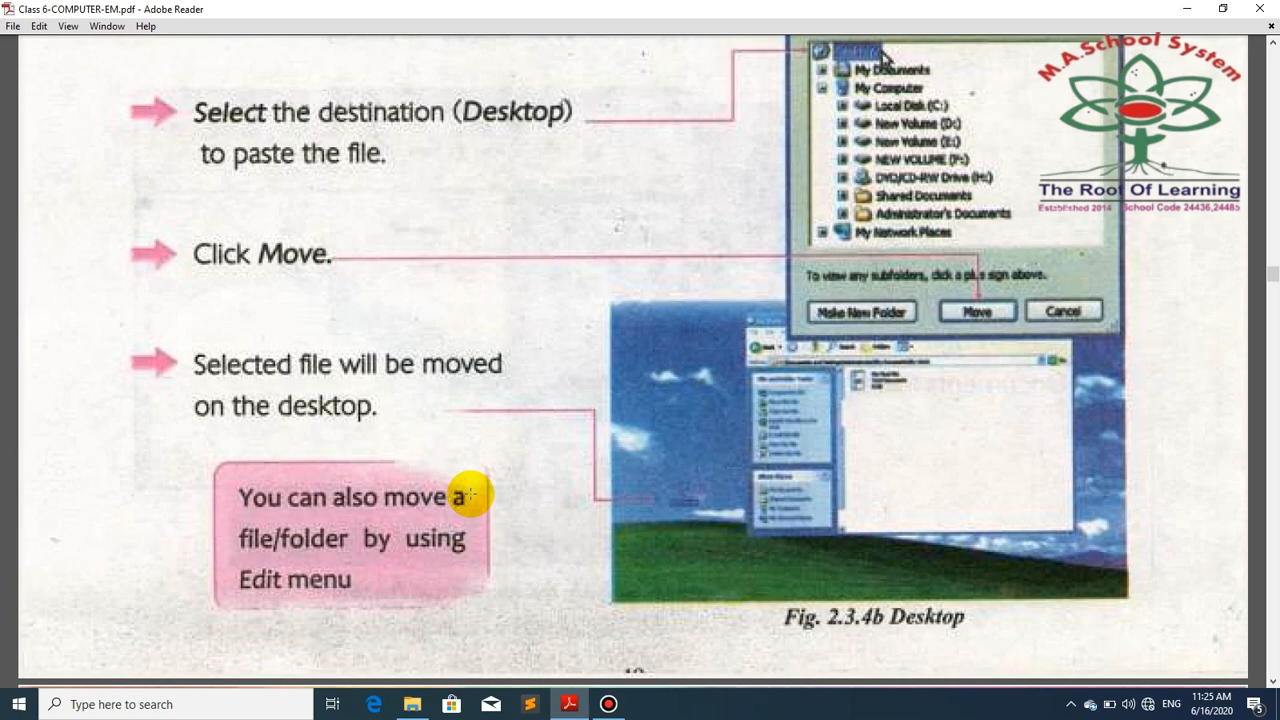 Class 6-COMPUTER-EM.pdf - Adobe Reader
File Edit View Window Help
M.A.School System
The Root Of Learning
Established 2014 School Code 24436,24485
Select the destination (Desktop)
to paste the file.
Click Move.
Selected file will be moved
on the desktop.
You can also move a
file/folder by using
Edit menu
My Documents
My Computer
Local Disk (C:)
New Volume (D:)
New Volume (E:)
NEW VOLUME (F:)
DVD/CD-RW Drive (H:)
Shared Documents
Administrator's Documents
My Network Places
To view any subfolders, click a plus sign above.
Make New Folder Move Cancel
Fig. 2.3.4b Desktop
Type here to search
ENG
11:25 AM
6/16/2020
5